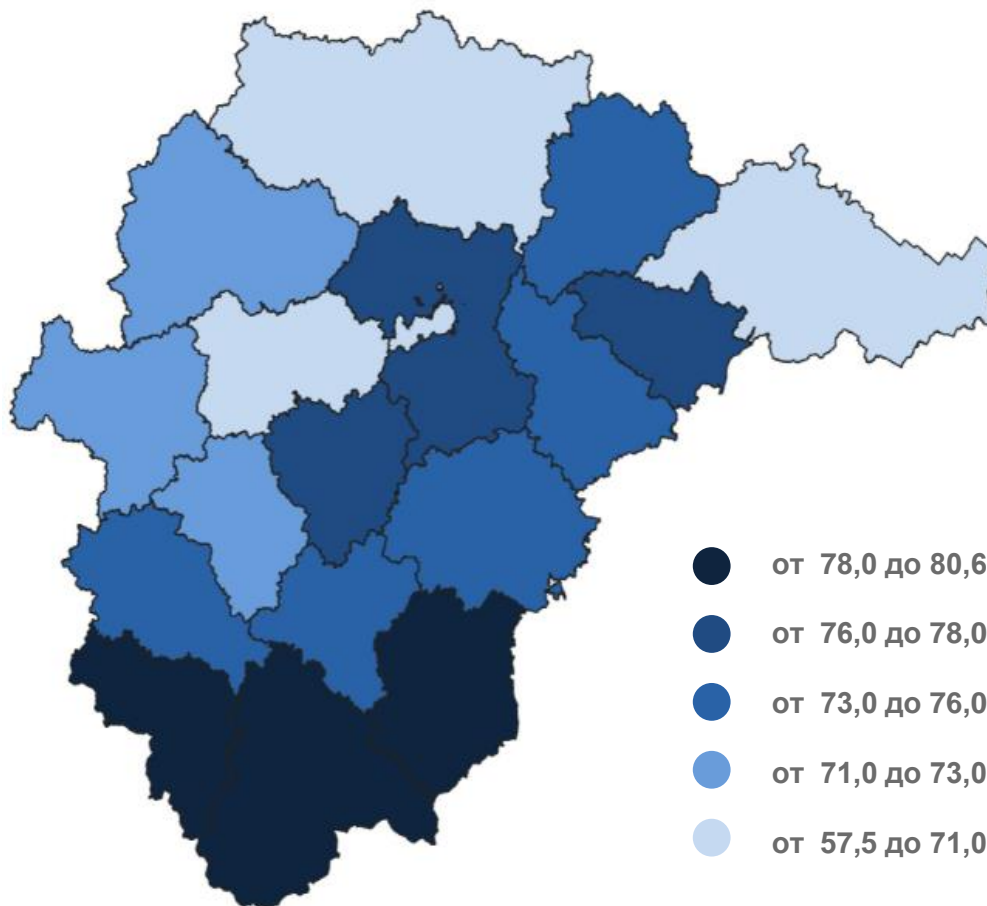 от 78,0 до 80,6
от 76,0 до 78,0
от 73,0 до 76,0
от 71,0 до 73,0
от 57,5 до 71,0